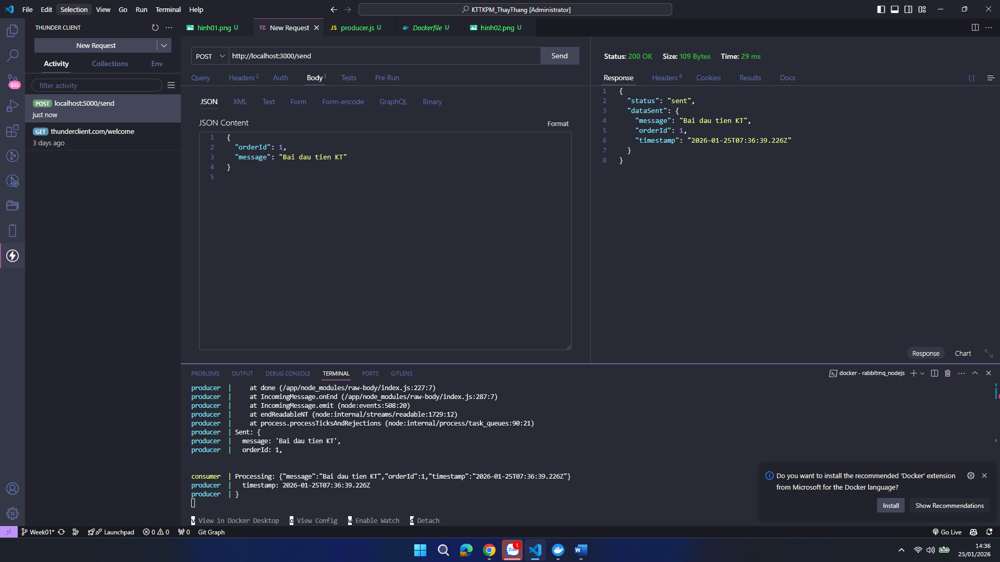 File Edit Selection View Go Run Terminal Help
KTTKPM_ThayThang [Administrator]
THUNDER CLIENT
New Request
Activity Collections Env
filter activity
POST localhost:5000/send
just now
GET thunderclient.com/welcome
3 days ago
835
hinh01.png U
TC New Request
JS producer.js U
Dockerfile U
hinh02.png U
POST http://localhost:3000/send Send
Query Headers 2 Auth Body 1 Tests Pre Run
JSON XML Text Form Form-encode GraphQL Binary
JSON Content
Format
1 {
2 "orderId": 1,
3 "message": "Bai dau tien KT"
4 }
5
Status: 200 OK Size: 109 Bytes Time: 29 ms
Response Headers 6 Cookies Results Docs { }
1 {
2 "status": "sent",
3 "dataSent": {
4 "message": "Bai dau tien KT",
5 "orderId": 1,
6 "timestamp": "2026-01-25T07:36:39.226Z"
7 }
8 }
Response Chart
PROBLEMS OUTPUT DEBUG CONSOLE TERMINAL PORTS GITLENS
docker - rabbitmq_nodejs
producer | at done (/app/node_modules/raw-body/index.js:227:7)
producer | at IncomingMessage.onEnd (/app/node_modules/raw-body/index.js:287:7)
producer | at IncomingMessage.emit (node:events:508:20)
producer | at endReadableNT (node:internal/streams/readable:1729:12)
producer | at process.processTicksAndRejections (node:internal/process/task_queues:90:21)
producer | Sent: {
producer | message: 'Bai dau tien KT',
producer | orderId: 1,
consumer | Processing: {"message":"Bai dau tien KT","orderId":1,"timestamp":"2026-01-25T07:36:39.226Z"}
producer | timestamp: 2026-01-25T07:36:39.226Z
producer | }
v View in Docker Desktop o View Config w Enable Watch d Detach
Do you want to install the recommended 'Docker' extension
from Microsoft for the Docker language?
Install Show Recommendations
Week01* Launchpad 0 0 0 Git Graph
Go Live
Zalo 1
14:36
25/01/2026